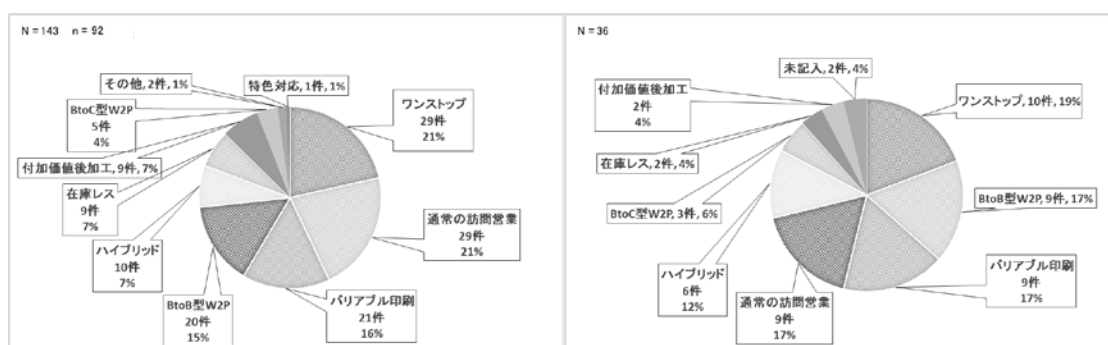 N = 143 n = 92
その他, 2件, 1%
特色対応, 1件, 1%
BtoC型W2P
5件
4%
ワンストップ
29件
21%
付加価値後加工, 9件, 7%
在庫レス
9件
7%
通常の訪問営業
29件
21%
ハイブリッド
10件
7%
BtoB型W2P
20件
15%
バリアブル印刷
21件
16%
N = 36
未記入, 2件, 4%
付加価値後加工
2件
4%
ワンストップ, 10件, 19%
在庫レス, 2件, 4%
BtoB型W2P, 9件, 17%
BtoC型W2P, 3件, 6%
ハイブリッド
6件
12%
バリアブル印刷
9件
17%
通常の訪問営業
9件
17%